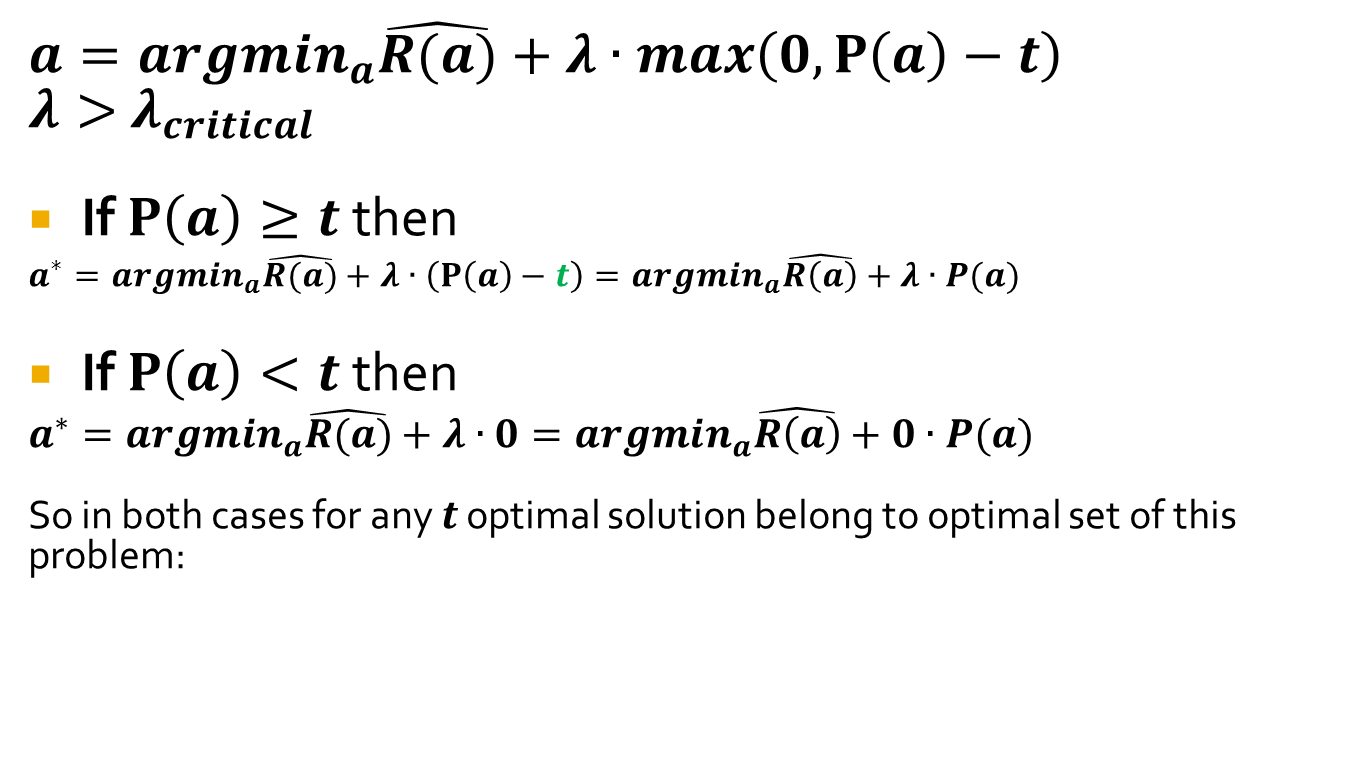 a = argmin_a R̂(a) + λ · max(0, P(a) − t)
λ > λ_critical
▪ If P(a) ≥ t then
a* = argmin_a R̂(a) + λ · (P(a) − t) = argmin_a R̂(a) + λ · P(a)
▪ If P(a) < t then
a* = argmin_a R̂(a) + λ · 0 = argmin_a R̂(a) + 0 · P(a)
So in both cases for any t optimal solution belong to optimal set of this
problem: